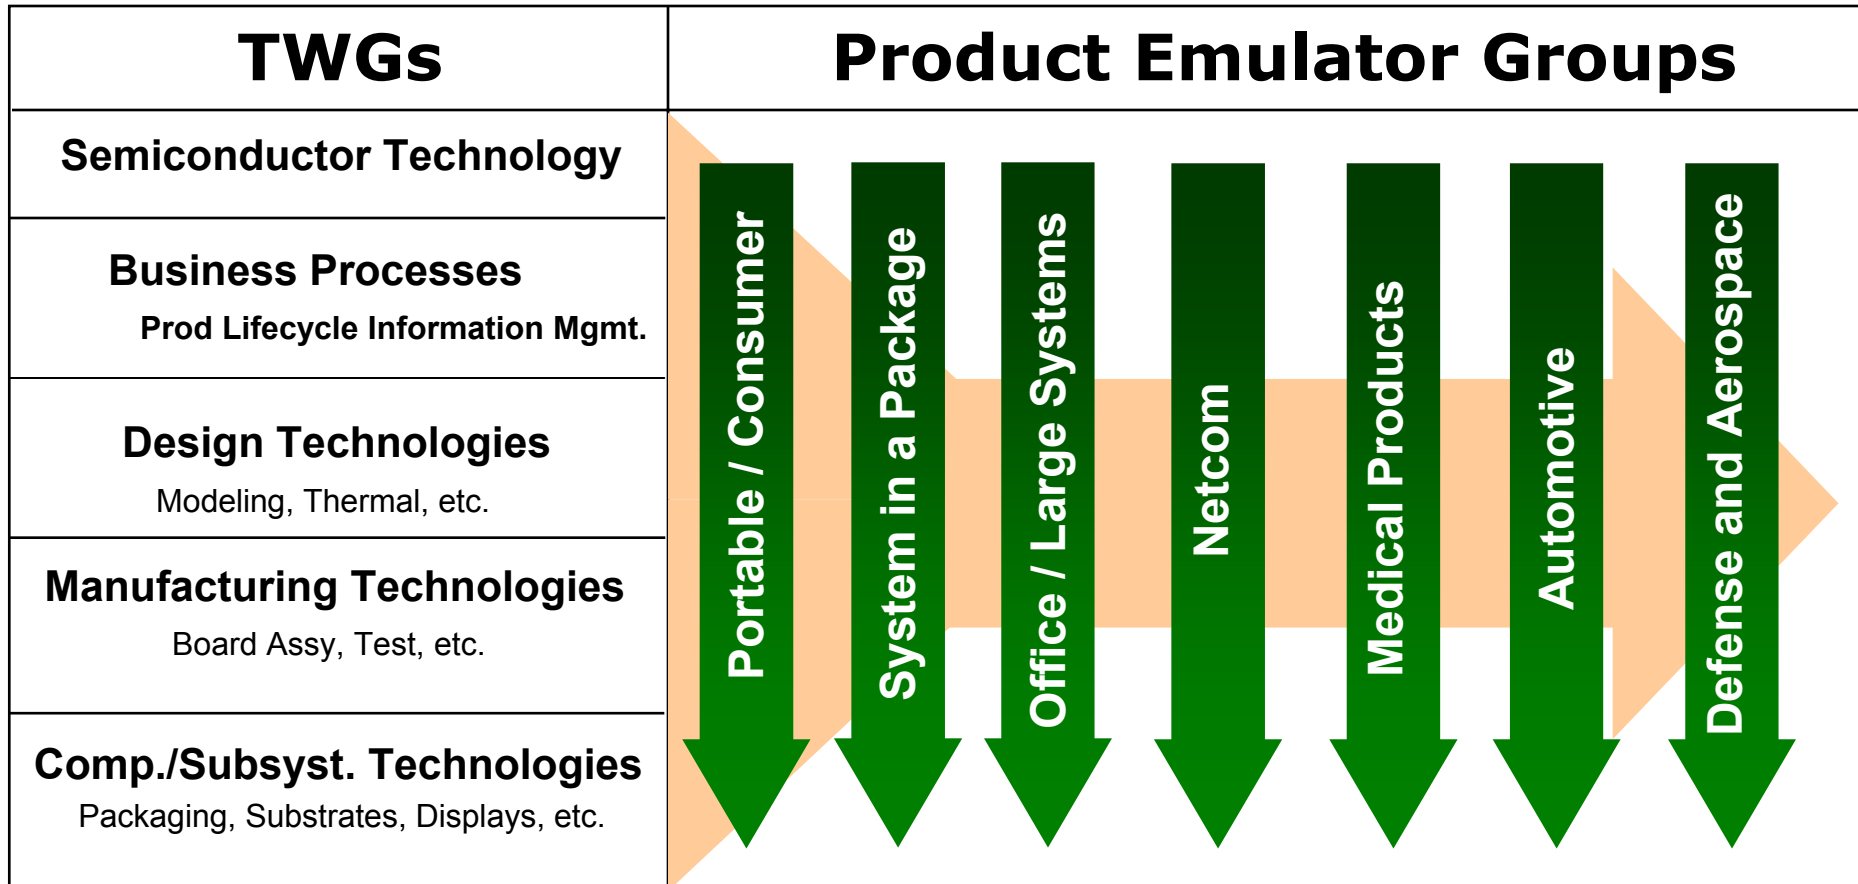 TWGs
Product Emulator Groups
Semiconductor Technology
Business Processes
Prod Lifecycle Information Mgmt.
Design Technologies
Modeling, Thermal, etc.
Manufacturing Technologies
Board Assy, Test, etc.
Comp./Subsyst. Technologies
Packaging, Substrates, Displays, etc.
Portable / Consumer
System in a Package
Office / Large Systems
Netcom
Medical Products
Automotive
Defense and Aerospace